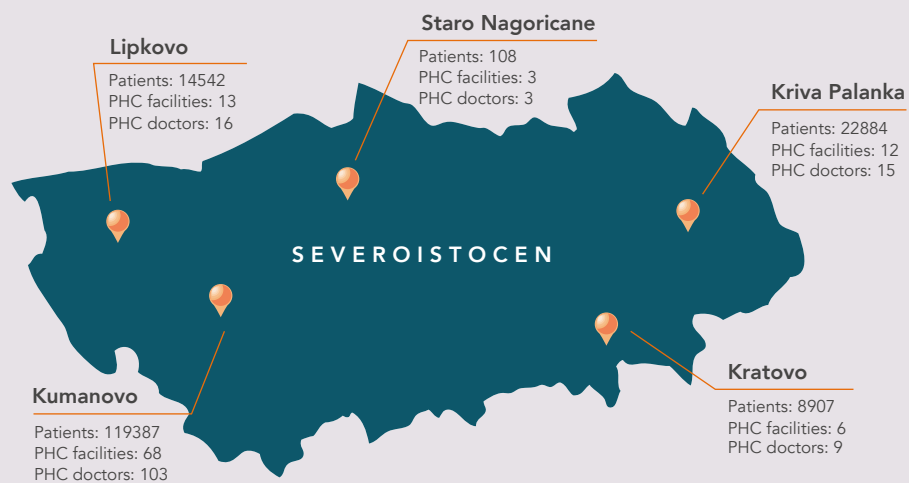 Staro Nagoricane
Patients: 108
PHC facilities: 3
PHC doctors: 3
Lipkovo
Patients: 14542
PHC facilities: 13
PHC doctors: 16
Kriva Palanka
Patients: 22884
PHC facilities: 12
PHC doctors: 15
SEVEROISTOCEN
Kumanovo
Patients: 119387
PHC facilities: 68
PHC doctors: 103
Kratovo
Patients: 8907
PHC facilities: 6
PHC doctors: 9